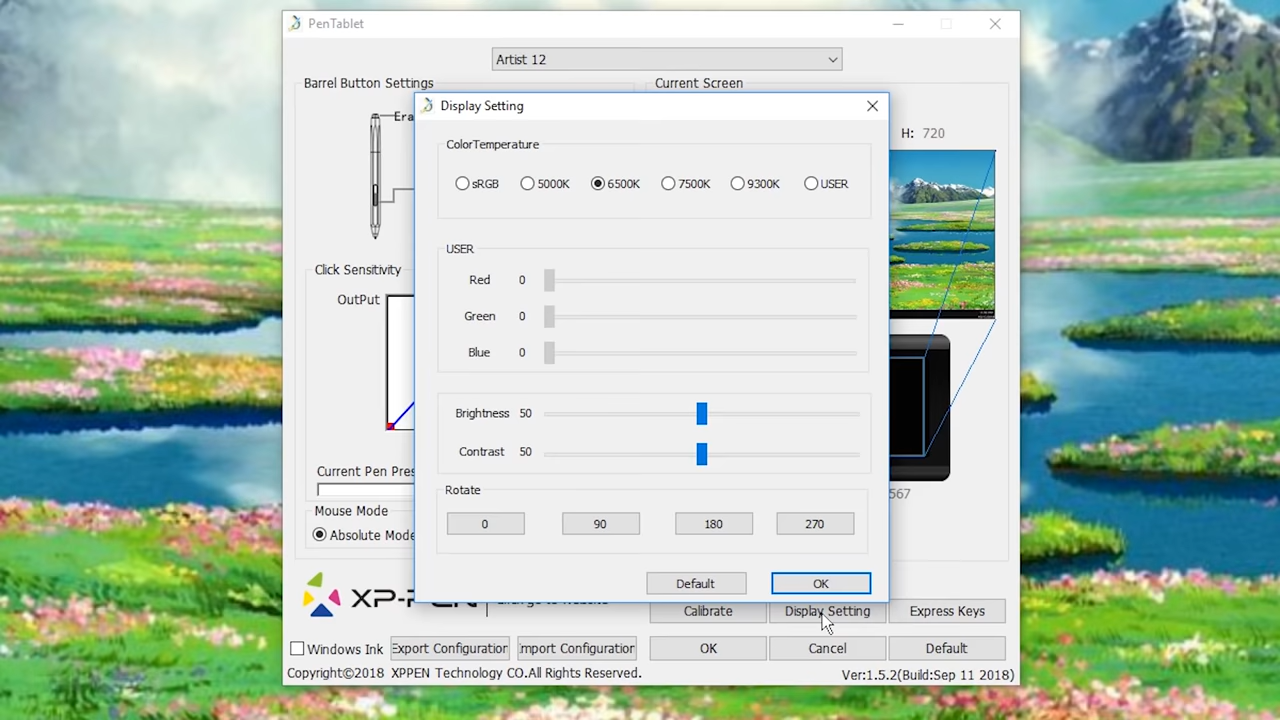 PenTablet
Artist 12
Barrel Button Settings
Current Screen
Display Setting
Era
H: 720
ColorTemperature
sRGB 5000K 6500K 7500K 9300K USER
USER
Red 0
Green 0
Blue 0
Click Sensitivity
OutPut
Brightness 50
Contrast 50
Current Pen Pres
Rotate
567
0 90 180 270
Mouse Mode
Absolute Mode
Default OK
XP-PEN
Calibrate Display Setting Express Keys
Windows Ink Export Configuration Import Configuration OK Cancel Default
Copyright©2018 XPPEN Technology CO.All Rights Reserved.
Ver:1.5.2(Build:Sep 11 2018)